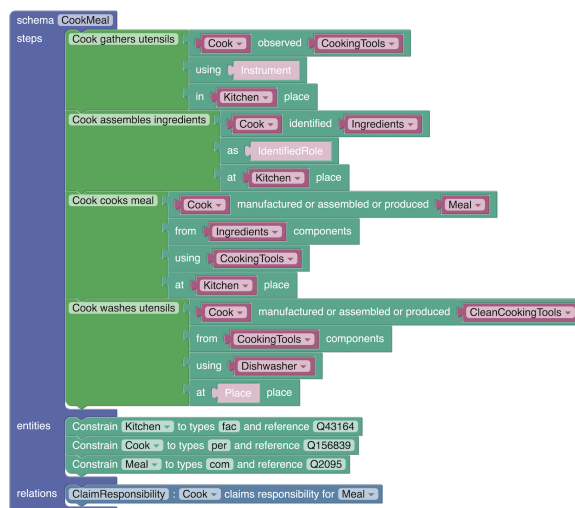 schema CookMeal
steps Cook gathers utensils Cook observed CookingTools
using Instrument
in Kitchen place
Cook assembles ingredients Cook identified Ingredients
as IdentifiedRole
at Kitchen place
Cook cooks meal Cook manufactured or assembled or produced Meal
from Ingredients components
using CookingTools
at Kitchen place
Cook washes utensils Cook manufactured or assembled or produced CleanCookingTools
from CookingTools components
using Dishwasher
at Place place
entities Constrain Kitchen to types fac and reference Q43164
Constrain Cook to types per and reference Q156839
Constrain Meal to types com and reference Q2095
relations ClaimResponsibility : Cook claims responsibility for Meal